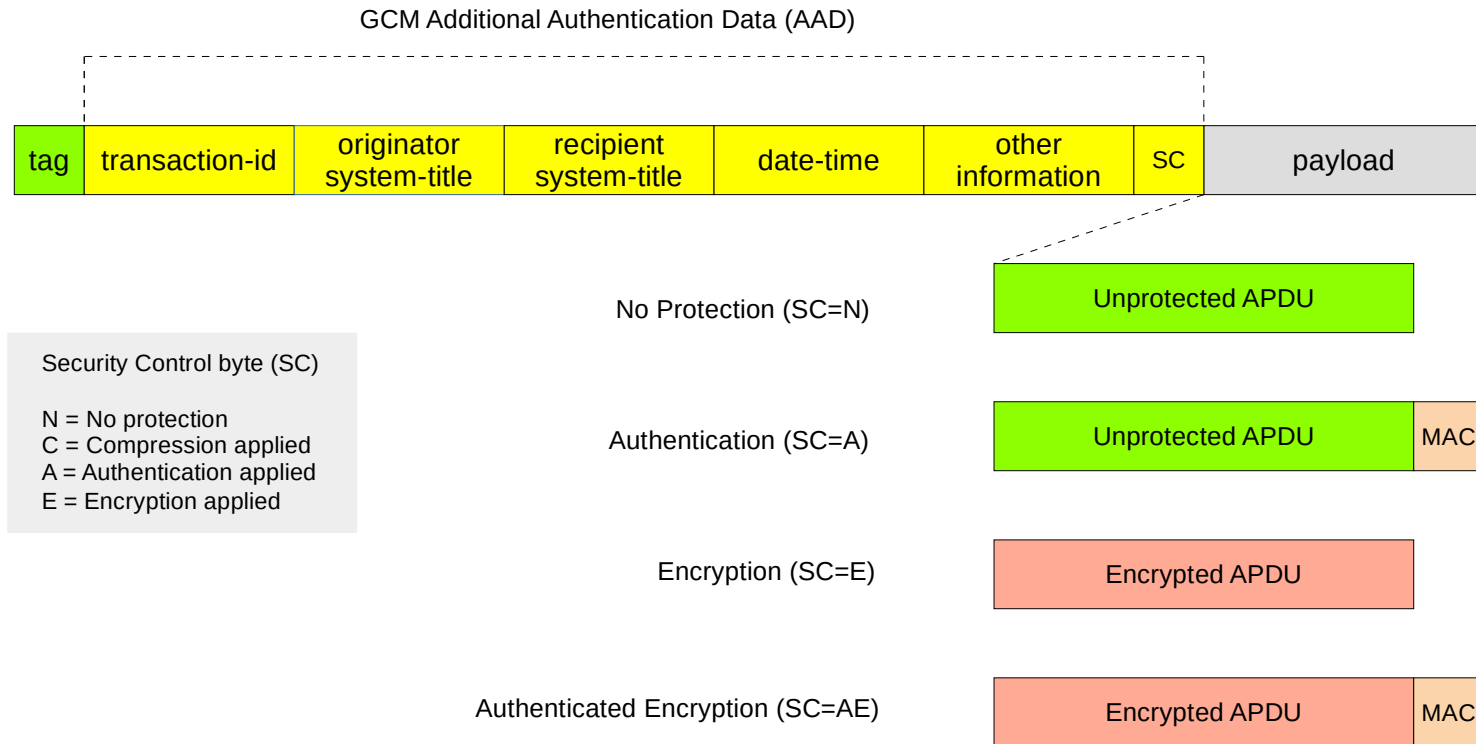 GCM Additional Authentication Data (AAD)
tag
transaction-id
originator
system-title
recipient
system-title
date-time
other
information
SC
payload
No Protection (SC=N)
Unprotected APDU
Security Control byte (SC)
N = No protection
C = Compression applied
A = Authentication applied
E = Encryption applied
Authentication (SC=A)
Unprotected APDU
MAC
Encryption (SC=E)
Encrypted APDU
Authenticated Encryption (SC=AE)
Encrypted APDU
MAC